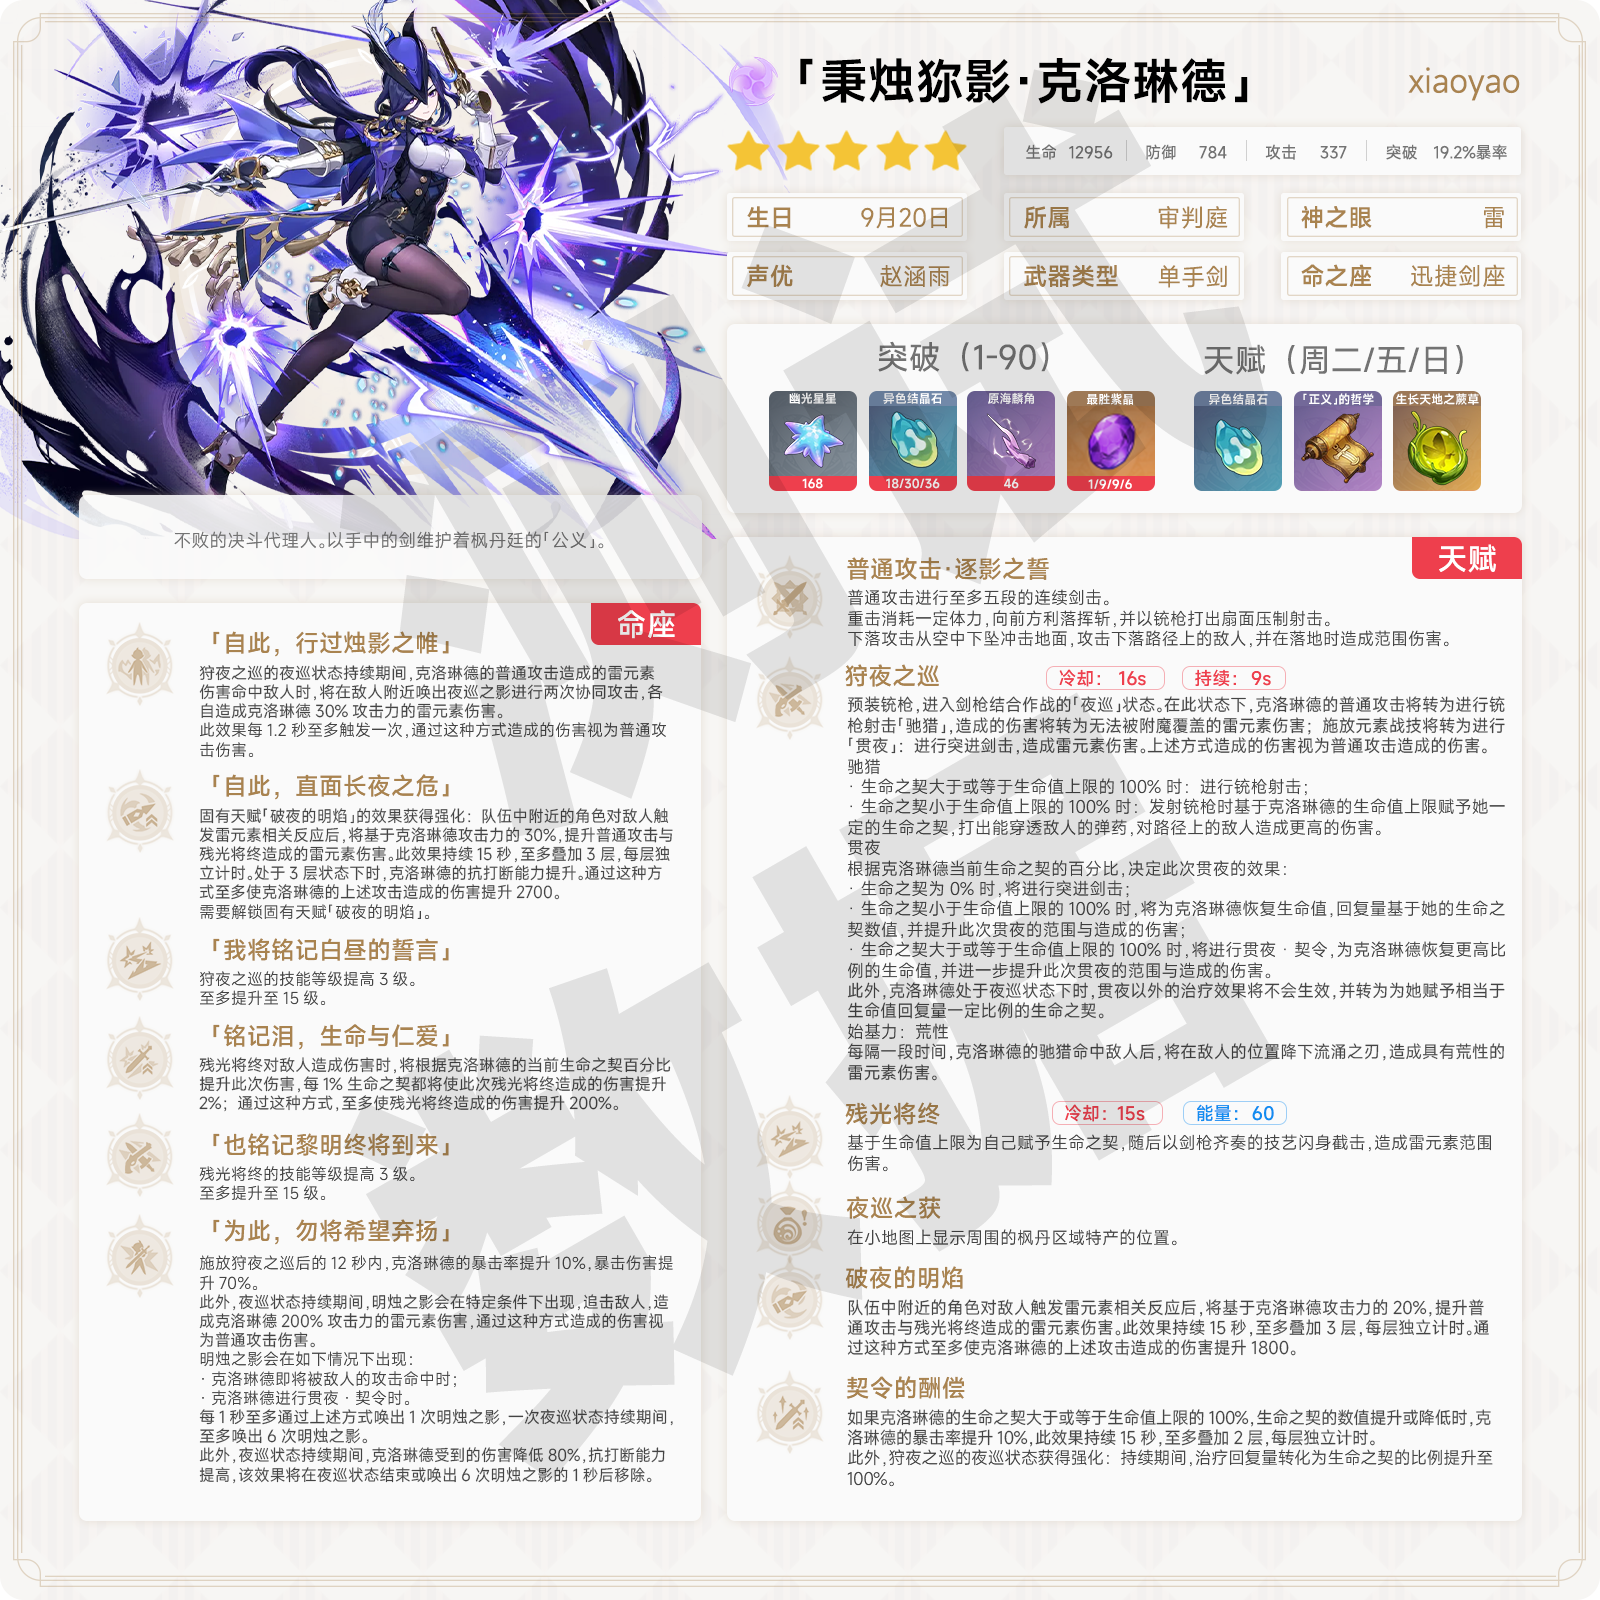 「秉烛狝影·克洛琳德」
xiaoyao
生命 12956 防御 784 攻击 337 突破 19.2%暴率
生日 9月20日
所属 审判庭
神之眼 雷
声优 赵涵雨
武器类型 单手剑
命之座 迅捷剑座
突破（1-90）
幽光星星 异色结晶石 原海麟角 最胜紫晶
168 18/30/36 46 1/9/9/6
天赋（周二/五/日）
异色结晶石 「正义」的哲学 生长天地之蕨草
不败的决斗代理人。以手中的剑维护着枫丹廷的「公义」。
命座
「自此，行过烛影之帷」
狩夜之巡的夜巡状态持续期间,克洛琳德的普通攻击造成的雷元素
伤害命中敌人时,将在敌人附近唤出夜巡之影进行两次协同攻击,各
自造成克洛琳德 30% 攻击力的雷元素伤害。
此效果每 1.2 秒至多触发一次,通过这种方式造成的伤害视为普通攻
击伤害。
「自此，直面长夜之危」
固有天赋「破夜的明焰」的效果获得强化：队伍中附近的角色对敌人触
发雷元素相关反应后,将基于克洛琳德攻击力的 30%,提升普通攻击与
残光将终造成的雷元素伤害。此效果持续 15 秒,至多叠加 3 层,每层独
立计时。处于 3 层状态下时,克洛琳德的抗打断能力提升。通过这种方
式至多使克洛琳德的上述攻击造成的伤害提升 2700。
需要解锁固有天赋「破夜的明焰」。
「我将铭记白昼的誓言」
狩夜之巡的技能等级提高 3 级。
至多提升至 15 级。
「铭记泪，生命与仁爱」
残光将终对敌人造成伤害时,将根据克洛琳德的当前生命之契百分比
提升此次伤害,每 1% 生命之契都将使此次残光将终造成的伤害提升
2%；通过这种方式,至多使残光将终造成的伤害提升 200%。
「也铭记黎明终将到来」
残光将终的技能等级提高 3 级。
至多提升至 15 级。
「为此，勿将希望弃扬」
施放狩夜之巡后的 12 秒内,克洛琳德的暴击率提升 10%,暴击伤害提
升 70%。
此外,夜巡状态持续期间,明烛之影会在特定条件下出现,追击敌人,造
成克洛琳德 200% 攻击力的雷元素伤害,通过这种方式造成的伤害视
为普通攻击伤害。
明烛之影会在如下情况下出现：
· 克洛琳德即将被敌人的攻击命中时；
· 克洛琳德进行贯夜 · 契令时。
每 1 秒至多通过上述方式唤出 1 次明烛之影,一次夜巡状态持续期间,
至多唤出 6 次明烛之影。
此外,夜巡状态持续期间,克洛琳德受到的伤害降低 80%,抗打断能力
提高,该效果将在夜巡状态结束或唤出 6 次明烛之影的 1 秒后移除。
天赋
普通攻击·逐影之誓
普通攻击进行至多五段的连续剑击。
重击消耗一定体力,向前方利落挥斩,并以铳枪打出扇面压制射击。
下落攻击从空中下坠冲击地面,攻击下落路径上的敌人,并在落地时造成范围伤害。
狩夜之巡 冷却：16s 持续：9s
预装铳枪,进入剑枪结合作战的「夜巡」状态。在此状态下,克洛琳德的普通攻击将转为进行铳
枪射击「驰猎」,造成的伤害将转为无法被附魔覆盖的雷元素伤害；施放元素战技将转为进行
「贯夜」：进行突进剑击,造成雷元素伤害。上述方式造成的伤害视为普通攻击造成的伤害。
驰猎
· 生命之契大于或等于生命值上限的 100% 时：进行铳枪射击；
· 生命之契小于生命值上限的 100% 时：发射铳枪时基于克洛琳德的生命值上限赋予她一
定的生命之契,打出能穿透敌人的弹药,对路径上的敌人造成更高的伤害。
贯夜
根据克洛琳德当前生命之契的百分比,决定此次贯夜的效果：
· 生命之契为 0% 时,将进行突进剑击；
· 生命之契小于生命值上限的 100% 时,将为克洛琳德恢复生命值,回复量基于她的生命之
契数值,并提升此次贯夜的范围与造成的伤害；
· 生命之契大于或等于生命值上限的 100% 时,将进行贯夜 · 契令,为克洛琳德恢复更高比
例的生命值,并进一步提升此次贯夜的范围与造成的伤害。
此外,克洛琳德处于夜巡状态下时,贯夜以外的治疗效果将不会生效,并转为为她赋予相当于
生命值回复量一定比例的生命之契。
始基力：荒性
每隔一段时间,克洛琳德的驰猎命中敌人后,将在敌人的位置降下流涌之刃,造成具有荒性的
雷元素伤害。
残光将终 冷却：15s 能量：60
基于生命值上限为自己赋予生命之契,随后以剑枪齐奏的技艺闪身截击,造成雷元素范围
伤害。
夜巡之获
在小地图上显示周围的枫丹区域特产的位置。
破夜的明焰
队伍中附近的角色对敌人触发雷元素相关反应后,将基于克洛琳德攻击力的 20%,提升普
通攻击与残光将终造成的雷元素伤害。此效果持续 15 秒,至多叠加 3 层,每层独立计时。通
过这种方式至多使克洛琳德的上述攻击造成的伤害提升 1800。
契令的酬偿
如果克洛琳德的生命之契大于或等于生命值上限的 100%,生命之契的数值提升或降低时,克
洛琳德的暴击率提升 10%,此效果持续 15 秒,至多叠加 2 层,每层独立计时。
此外,狩夜之巡的夜巡状态获得强化：持续期间,治疗回复量转化为生命之契的比例提升至
100%。
测试
数据